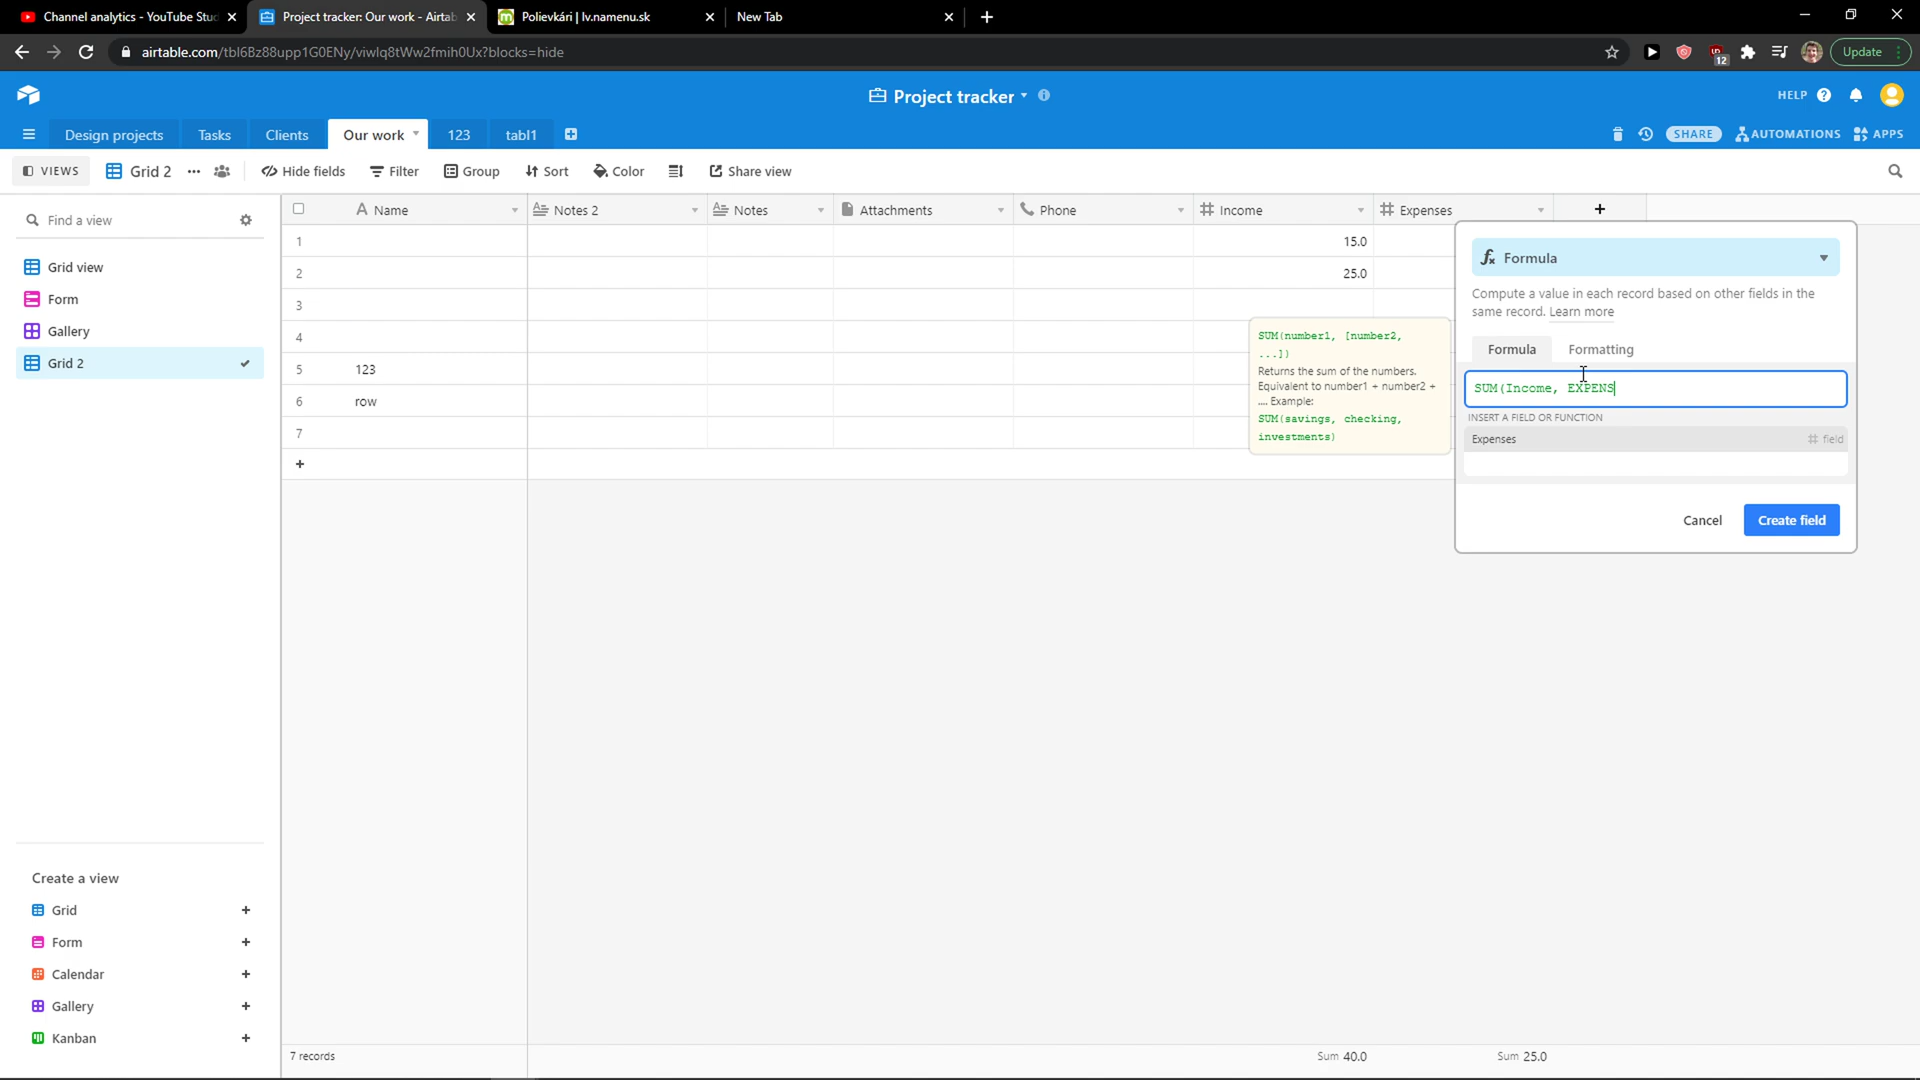 Channel analytics - YouTube Stu
Project tracker: Our work - Airtab
Polievkári | lv.namenu.sk
New Tab
airtable.com/tbl6Bz88upp1G0ENy/viwlq8tWw2fmih0Ux?blocks=hide
12
Update
Project tracker
HELP
Design projects
Tasks
Clients
Our work
123
tabl1
SHARE
AUTOMATIONS
APPS
VIEWS
Grid 2
Hide fields
Filter
Group
Sort
Color
Share view
Find a view
Grid view
Form
Gallery
Grid 2
Name
Notes 2
Notes
Attachments
Phone
Income
Expenses
1
15.0
2
25.0
3
4
5
123
6
row
7
SUM(number1, [number2,
...])
Returns the sum of the numbers.
Equivalent to number1 + number2 +
.... Example:
SUM(savings, checking,
investments)
Formula
Compute a value in each record based on other fields in the
same record. Learn more
Formula
Formatting
SUM(Income, EXPENS
INSERT A FIELD OR FUNCTION
Expenses
# field
Cancel
Create field
Create a view
Grid
Form
Calendar
Gallery
Kanban
7 records
Sum 40.0
Sum 25.0